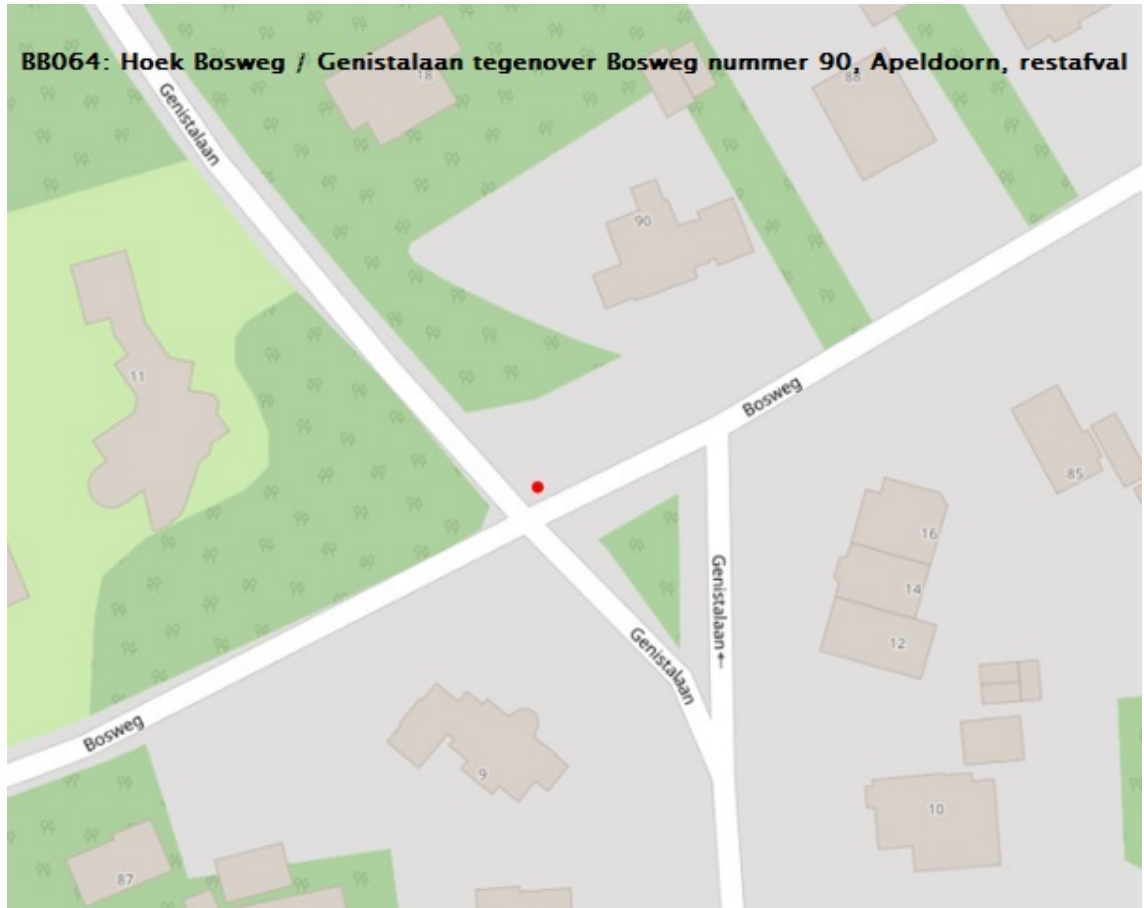 BB064: Hoek Bosweg / Genistalaan tegenover Bosweg nummer 90, Apeldoorn, restafval
18
88
Genistalaan
90
11
Bosweg
85
16
Genistalaan←
14
12
Genistalaan
Bosweg
9
10
87